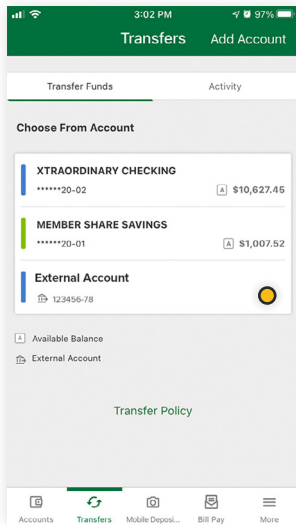 3:02 PM
97%
Transfers
Add Account
Transfer Funds
Activity
Choose From Account
XTRAORDINARY CHECKING
******20-02
A $10,627.45
MEMBER SHARE SAVINGS
******20-01
A $1,007.52
External Account
123456-78
A Available Balance
External Account
Transfer Policy
Accounts
Transfers
Mobile Deposi...
Bill Pay
More